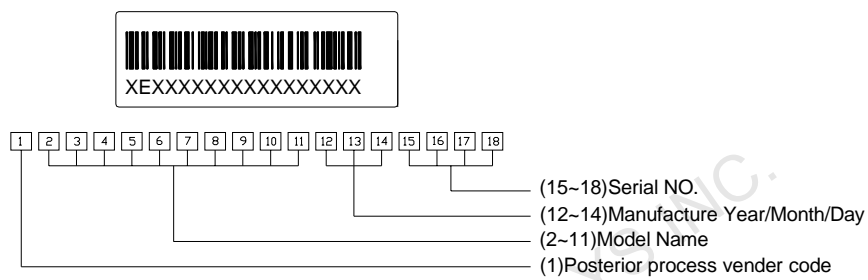 XEXXXXXXXXXXXXXXXX
1 2 3 4 5 6 7 8 9 10 11 12 13 14 15 16 17 18
(15~18)Serial NO.
(12~14)Manufacture Year/Month/Day
(2~11)Model Name
(1)Posterior process vender code
YS INC.